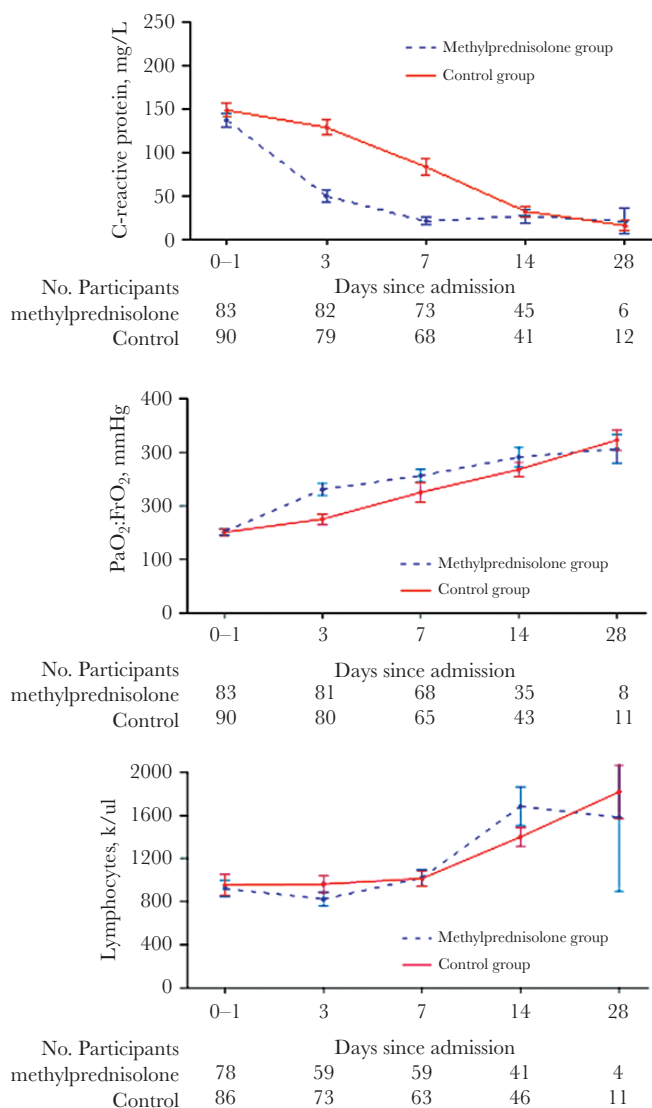 250
200
150
100
50
0
C-reactive protein, mg/L
Methylprednisolone group
Control group
0–1 3 7 14 28
No. Participants Days since admission
methylprednisolone 83 82 73 45 6
Control 90 79 68 41 12
400
300
300
100
0
PaO₂:FrO₂, mmHg
Methylprednisolone group
Control group
0–1 3 7 14 28
No. Participants Days since admission
methylprednisolone 83 81 68 35 8
Control 90 80 65 43 11
2000
1600
1200
800
400
0
Lymphocytes, k/ul
Methylprednisolone group
Control group
0–1 3 7 14 28
No. Participants Days since admission
methylprednisolone 78 59 59 41 4
Control 86 73 63 46 11